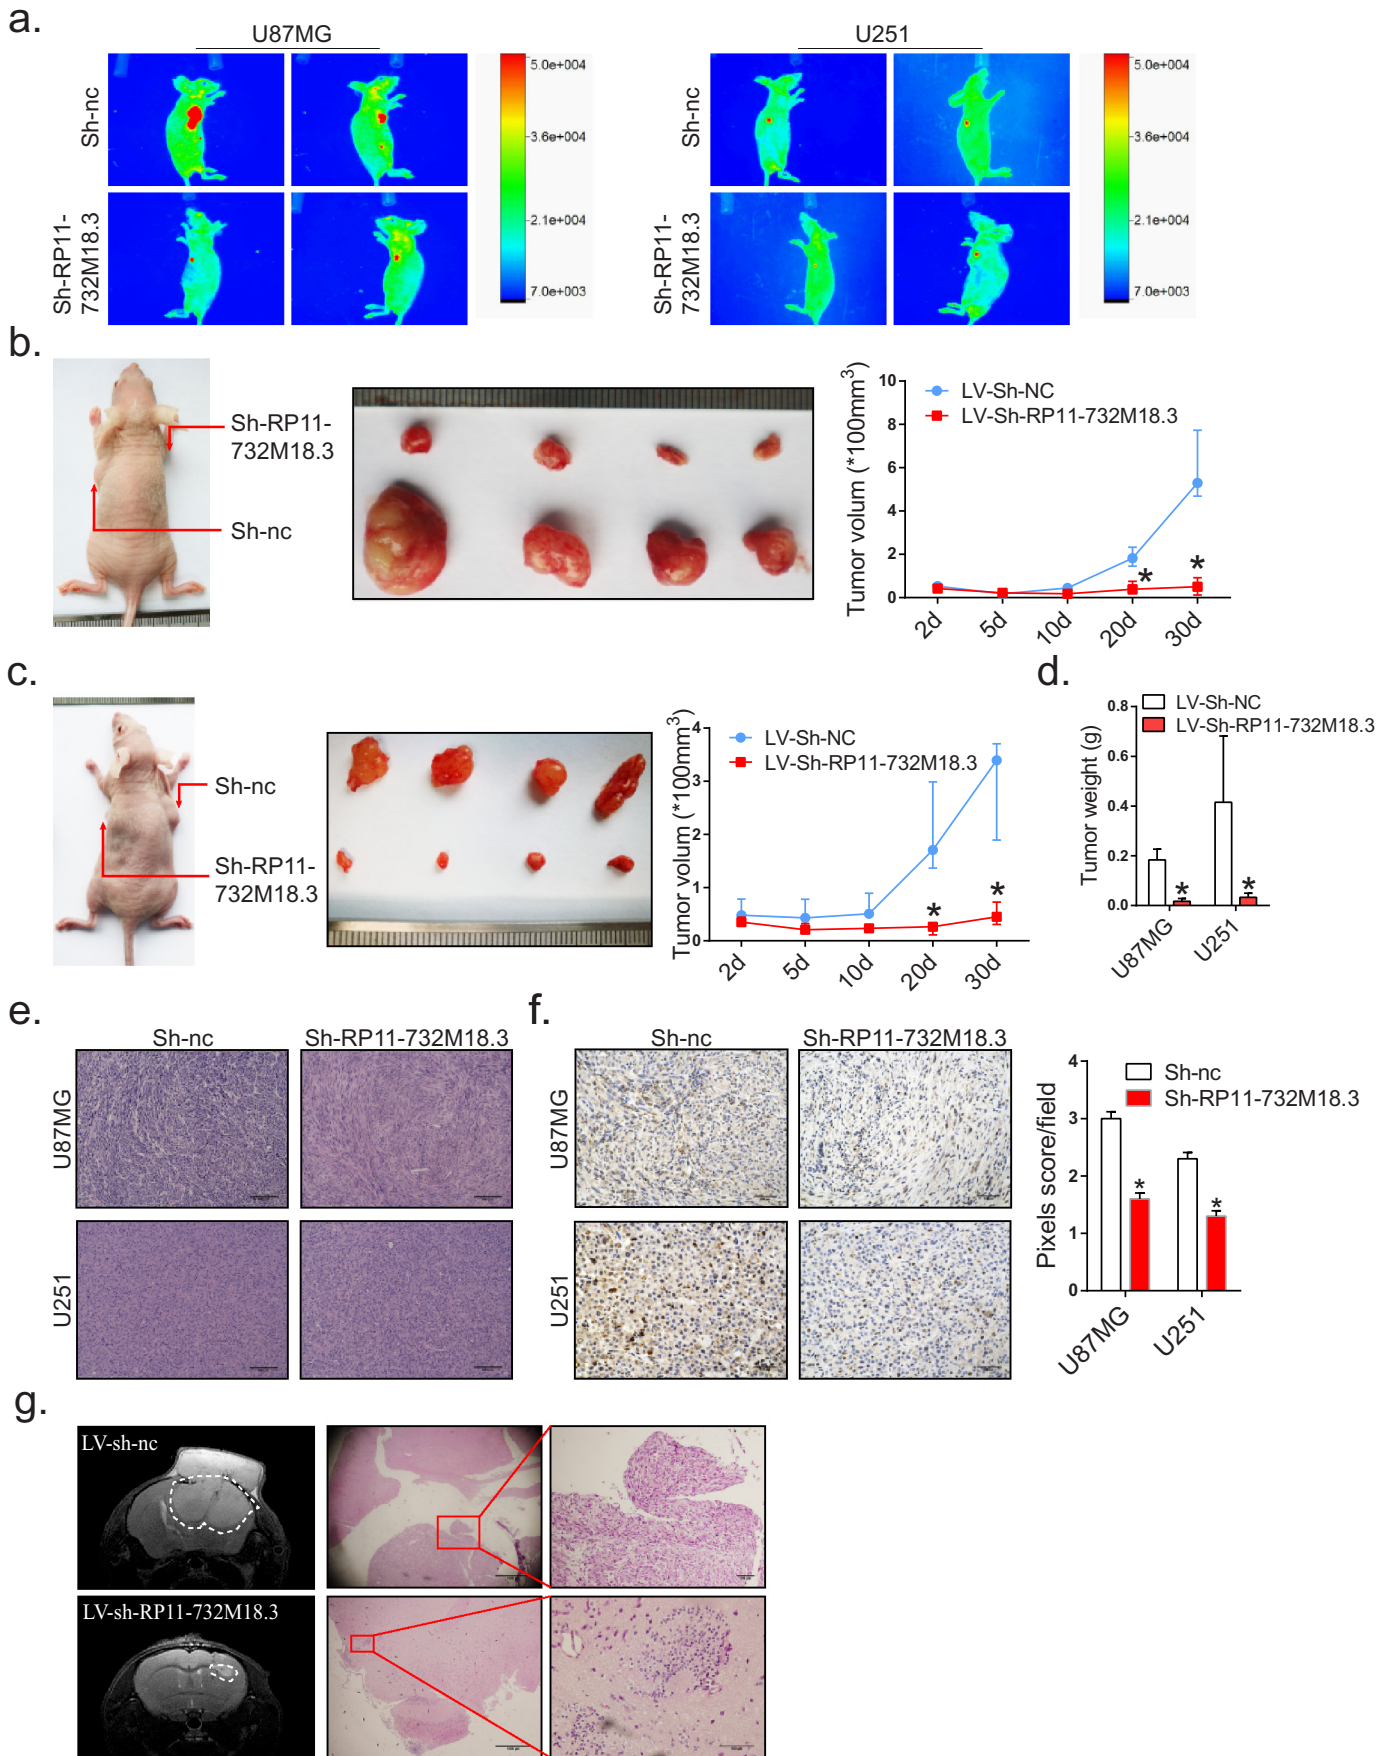 a.
U87MG
U251
Sh-nc
Sh-RP11-
732M18.3
5.0e+004
3.6e+004
2.1e+004
7.0e+003
Sh-nc
Sh-RP11-
732M18.3
5.0e+004
3.6e+004
2.1e+004
7.0e+003
b.
Sh-RP11-
732M18.3
Sh-nc
Tumor volum (*100mm³)
10
8
6
4
2
0
LV-Sh-NC
LV-Sh-RP11-732M18.3
*
*
2d
5d
10d
20d
30d
c.
Sh-nc
Sh-RP11-
732M18.3
Tumor volum (*100mm³)
4
3
2
1
0
LV-Sh-NC
LV-Sh-RP11-732M18.3
*
*
2d
5d
10d
20d
30d
d.
Tumor weight (g)
0.8
0.6
0.4
0.2
0.0
LV-Sh-NC
LV-Sh-RP11-732M18.3
*
*
U87MG
U251
e.
Sh-nc
Sh-RP11-732M18.3
U87MG
U251
f.
Sh-nc
Sh-RP11-732M18.3
U87MG
U251
Pixels score/field
4
3
2
1
0
Sh-nc
Sh-RP11-732M18.3
*
*
U87MG
U251
g.
LV-sh-nc
LV-sh-RP11-732M18.3